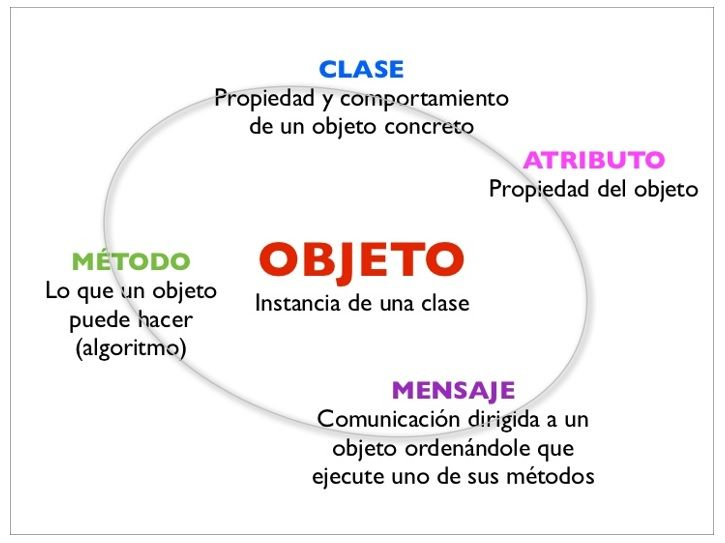 CLASE
Propiedad y comportamiento
de un objeto concreto
ATRIBUTO
Propiedad del objeto
OBJETO
Instancia de una clase
MÉTODO
Lo que un objeto
puede hacer
(algoritmo)
MENSAJE
Comunicación dirigida a un
objeto ordenándole que
ejecute uno de sus métodos